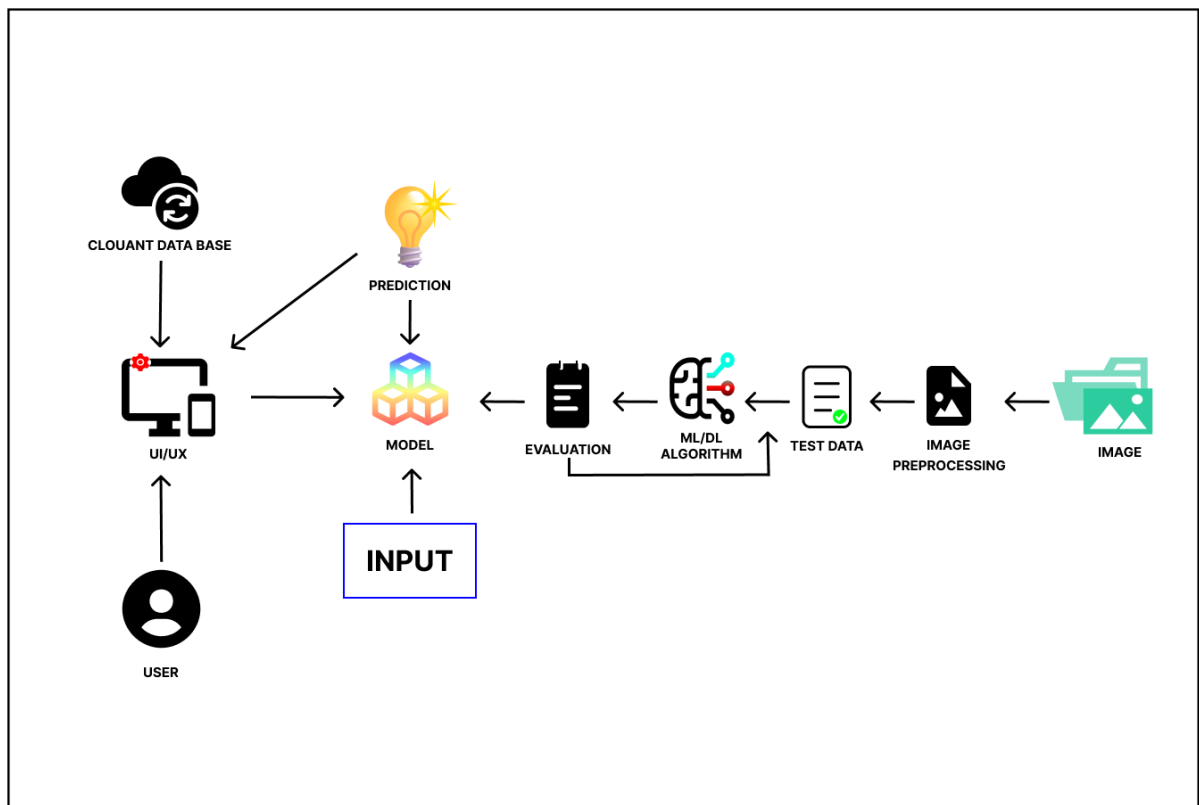 CLOUANT DATA BASE
PREDICTION
UI/UX
MODEL
EVALUATION
ML/DL
ALGORITHM
TEST DATA
IMAGE
PREPROCESSING
IMAGE
INPUT
USER